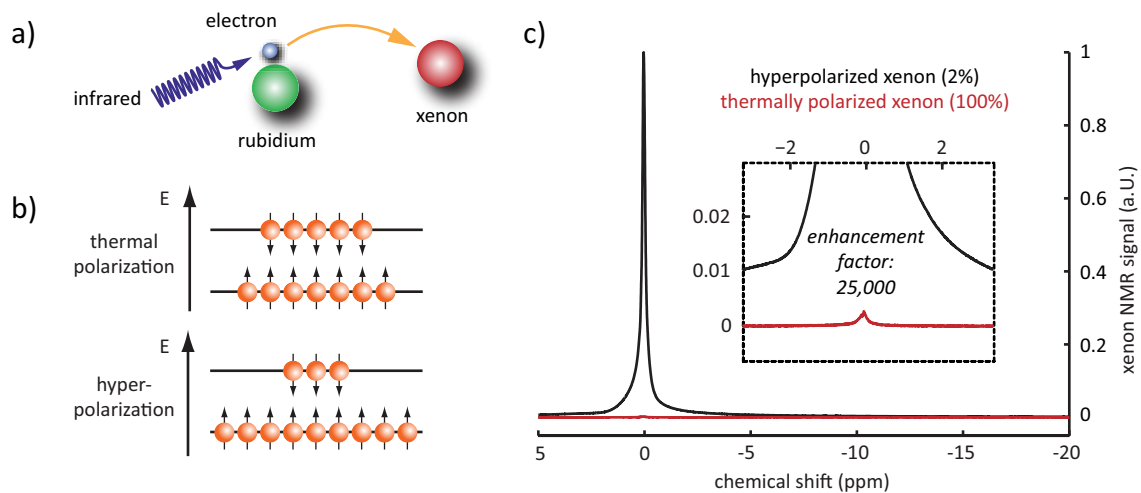 a)
electron
infrared
rubidium
xenon
b)
E
thermal
polarization
E
hyper-
polarization
c)
hyperpolarized xenon (2%)
thermally polarized xenon (100%)
−2 0 2
0.02
0.01
0
enhancement
factor:
25,000
1
0.8
0.6
0.4
0.2
0
xenon NMR signal (a.U.)
5 0 -5 -10 -15 -20
chemical shift (ppm)